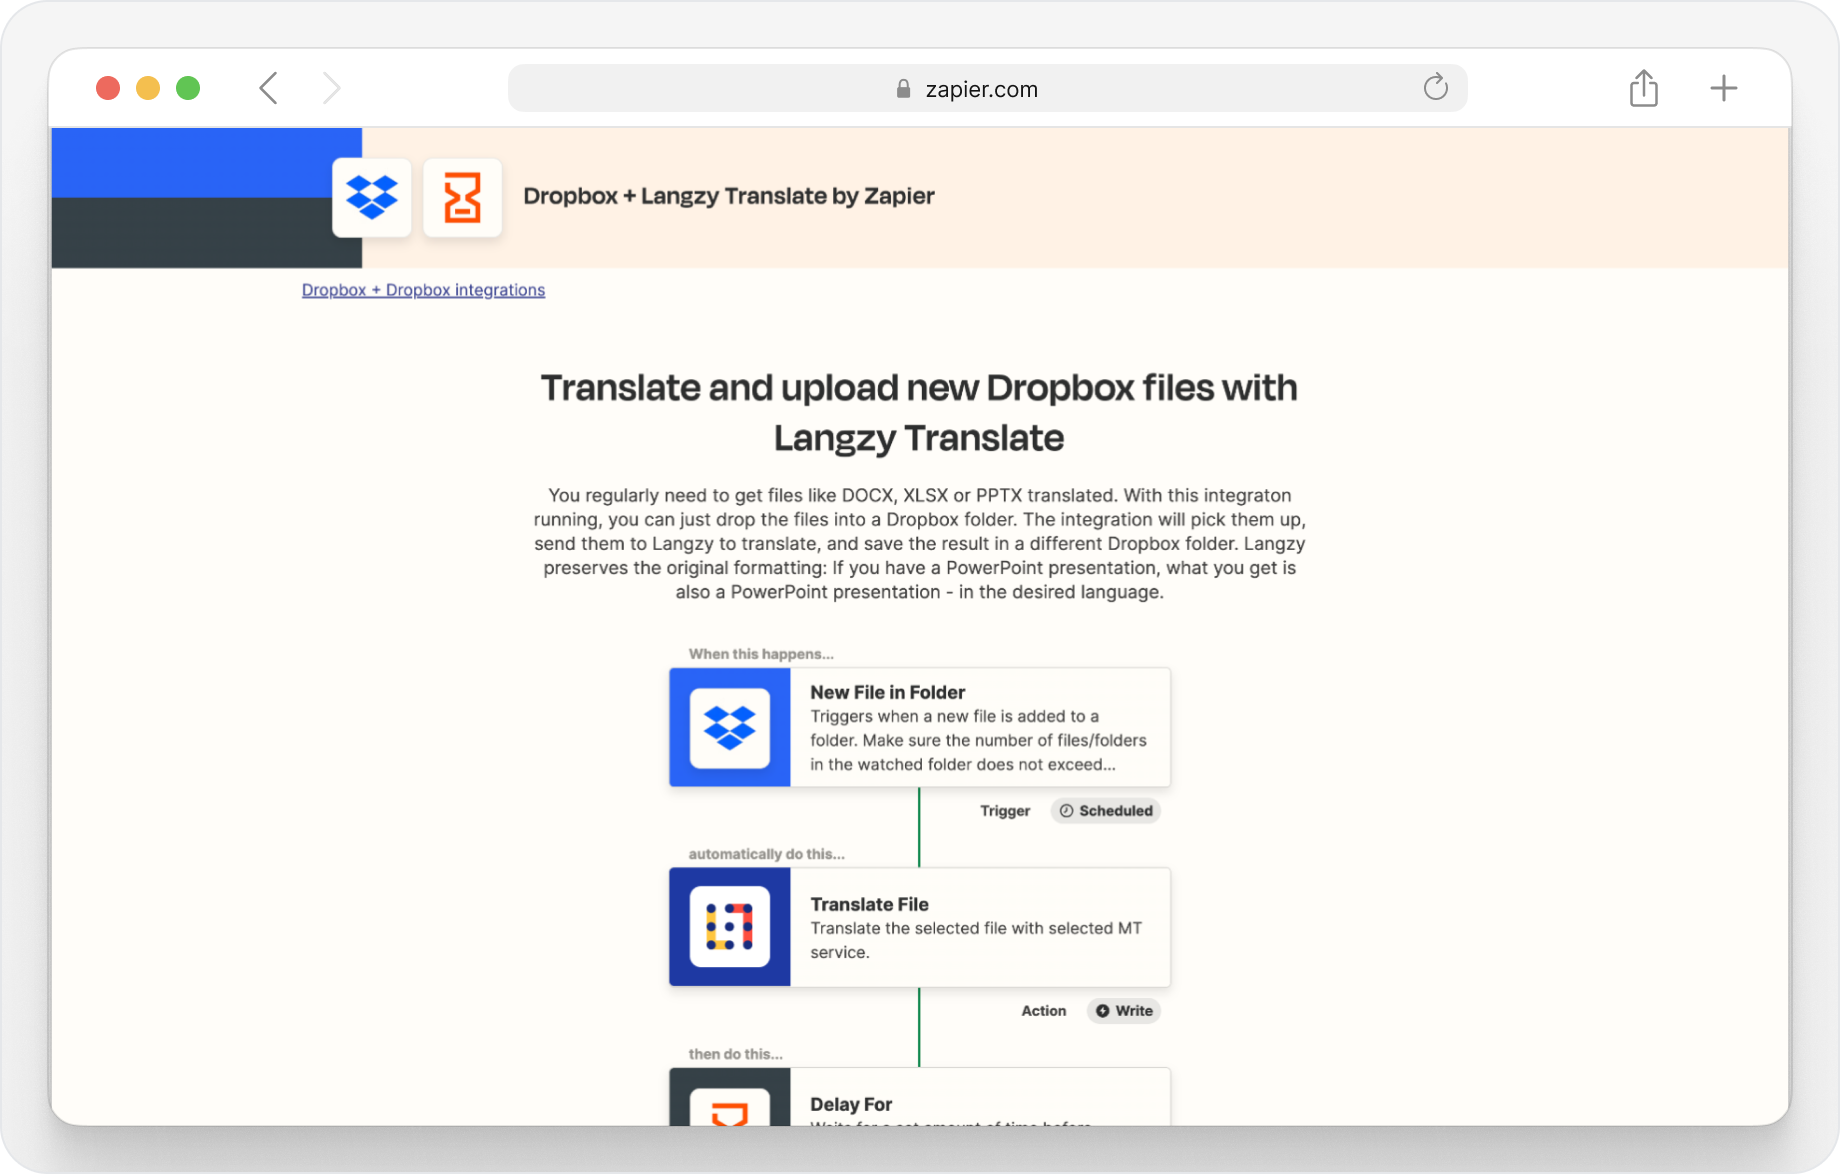 zapier.com
Dropbox + Langzy Translate by Zapier
Dropbox + Dropbox integrations
Translate and upload new Dropbox files with
Langzy Translate
You regularly need to get files like DOCX, XLSX or PPTX translated. With this integraton
running, you can just drop the files into a Dropbox folder. The integration will pick them up,
send them to Langzy to translate, and save the result in a different Dropbox folder. Langzy
preserves the original formatting: If you have a PowerPoint presentation, what you get is
also a PowerPoint presentation - in the desired language.
When this happens...
New File in Folder
Triggers when a new file is added to a
folder. Make sure the number of files/folders
in the watched folder does not exceed...
Trigger
Scheduled
automatically do this...
Translate File
Translate the selected file with selected MT
service.
Action
Write
then do this...
Delay For
Waits for a set amount of time before